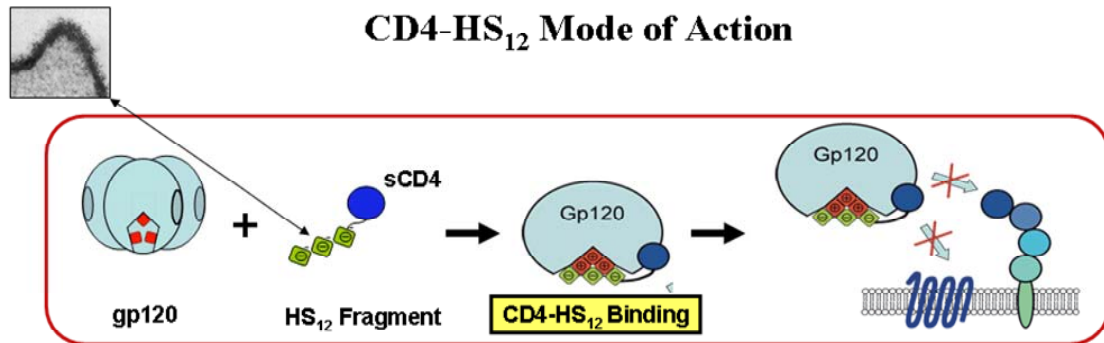 CD4-HS₁₂ Mode of Action
gp120
+
HS₁₂ Fragment
sCD4
Gp120
CD4-HS₁₂ Binding
Gp120